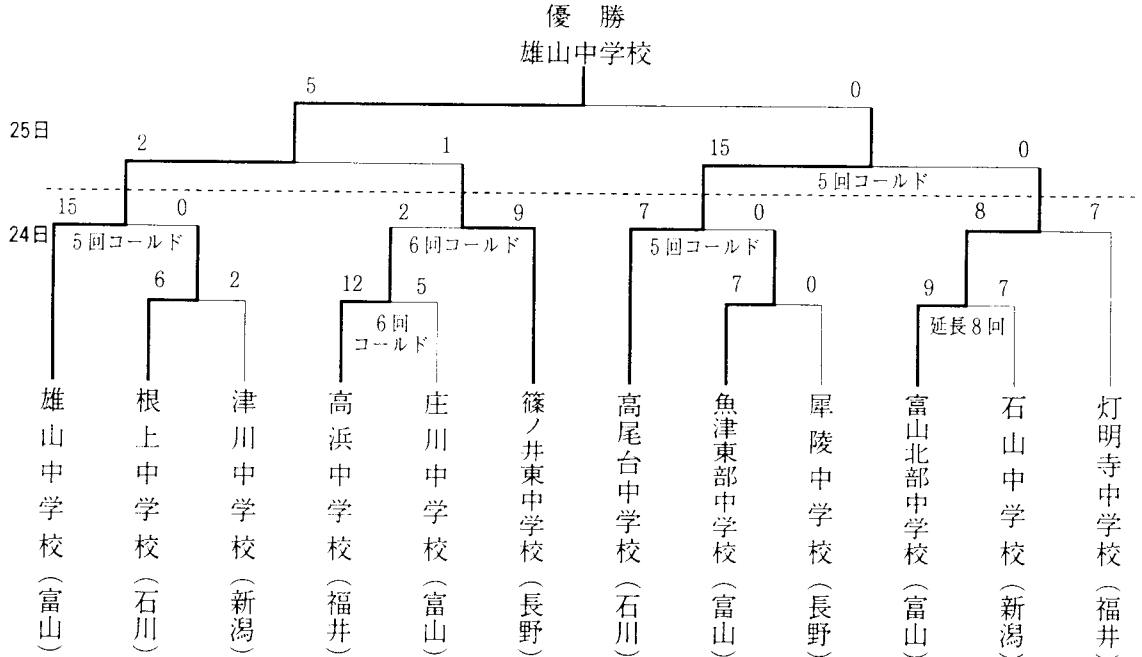 優勝
雄山中学校
5 0
25日
2 1 15 0
5回コールド
15 0 2 9 7 0 8 7
24日
5回コールド 6回コールド 5回コールド
6 2 12 5 7 0 9 7
6回
コールド
延長8回
雄山中学校(富山)
根上中学校(石川)
津川中学校(新潟)
高浜中学校(福井)
庄川中学校(富山)
篠ノ井東中学校(長野)
高尾台中学校(石川)
魚津東部中学校(富山)
犀陵中学校(長野)
富山北部中学校(富山)
石山中学校(新潟)
灯明寺中学校(福井)